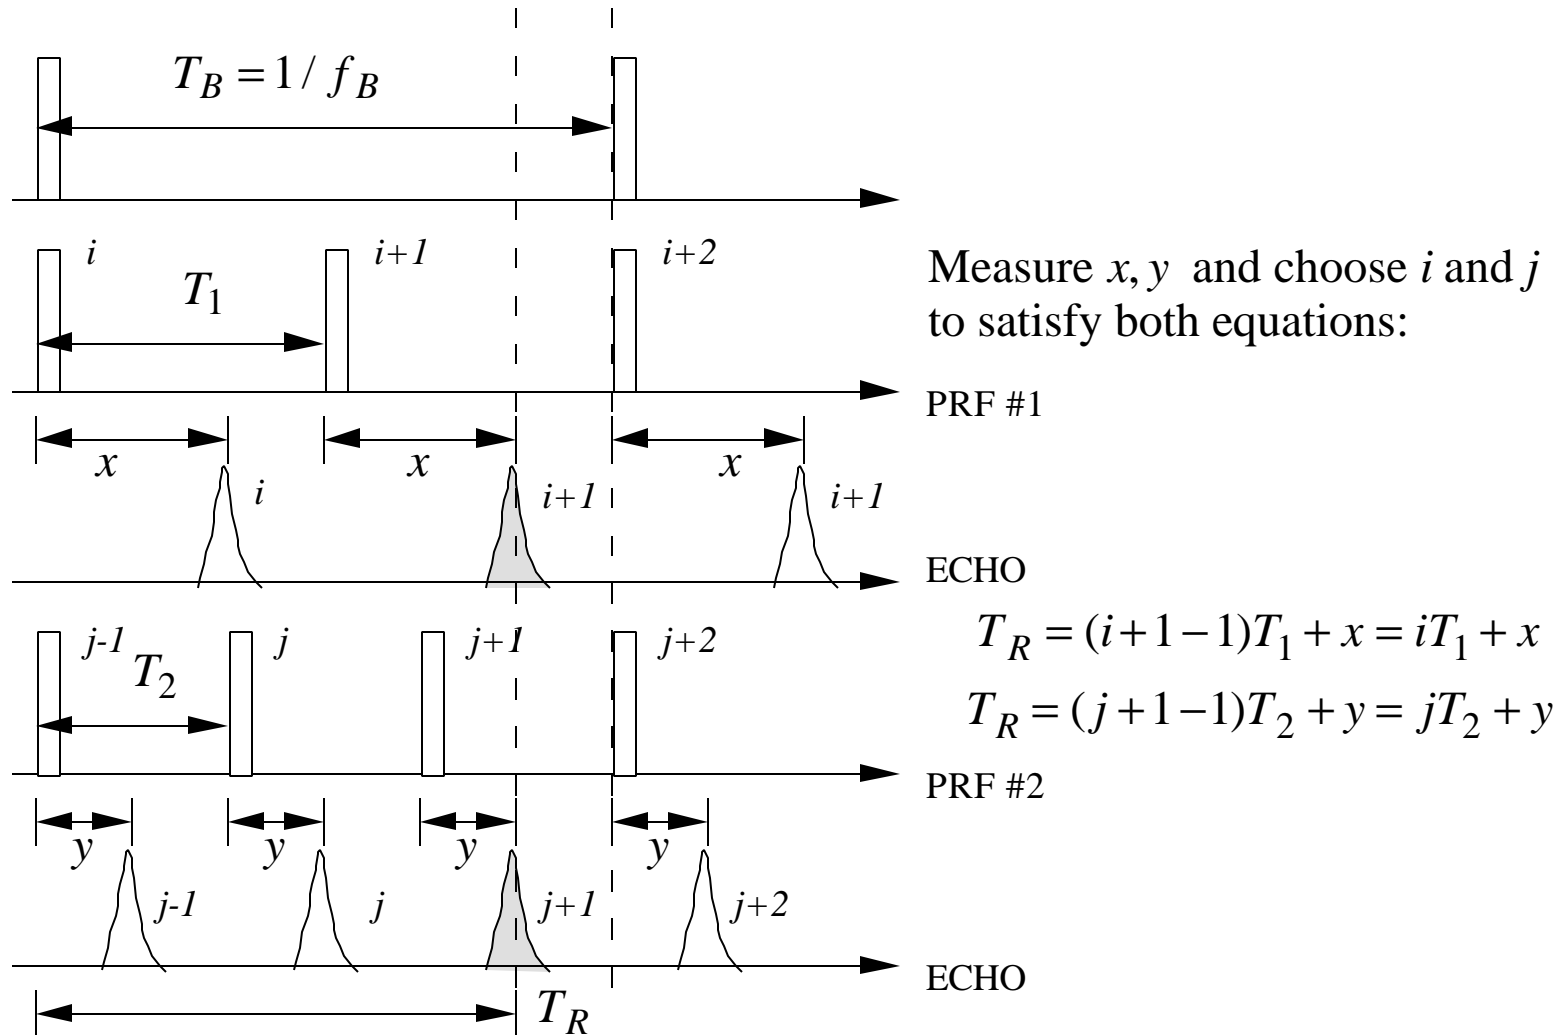 T_B = 1 / f_B
i i+1 i+2
T_1
Measure x, y and choose i and j
to satisfy both equations:
PRF #1
x x x
i i+1 i+1
ECHO
T_R = (i+1−1)T_1 + x = iT_1 + x
j-1 j j+1 j+2
T_2
T_R = (j+1−1)T_2 + y = jT_2 + y
PRF #2
y y y y
j-1 j j+1 j+2
ECHO
T_R